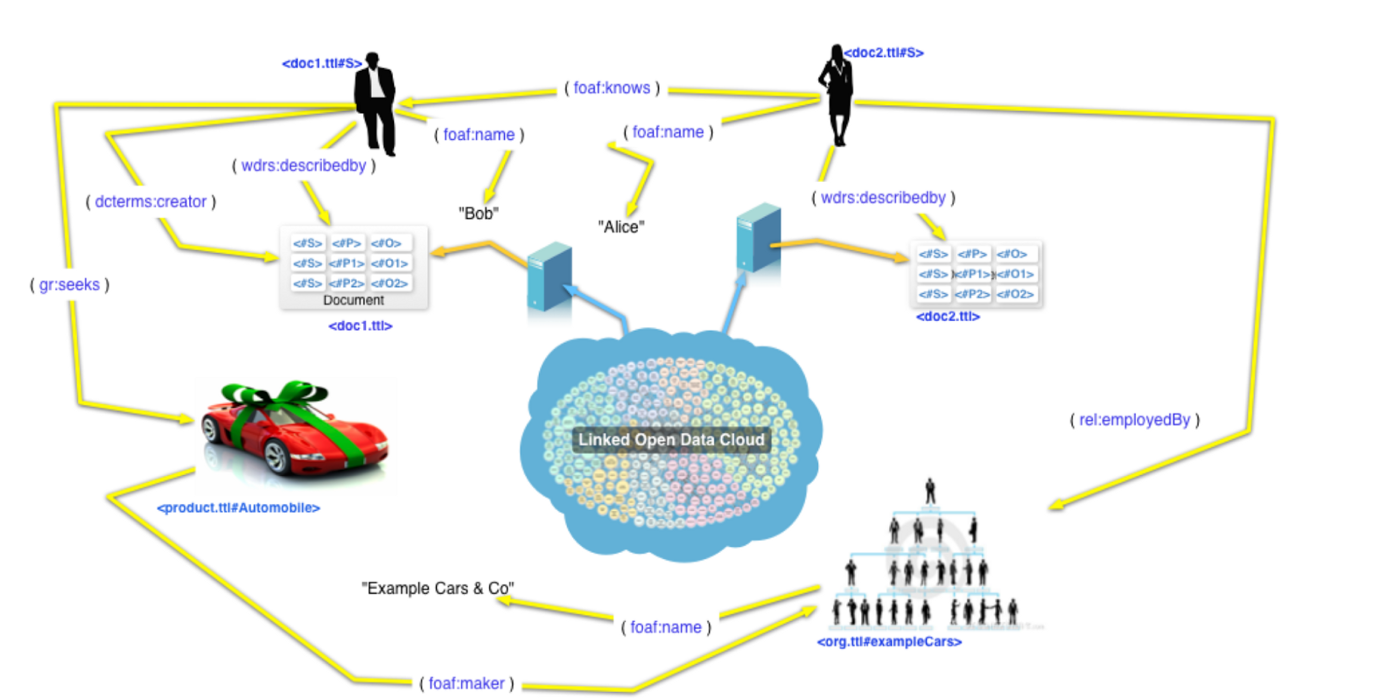 <doc1.ttl#S>
<doc2.ttl#S>
( foaf:knows )
( foaf:name )
( foaf:name )
( wdrs:describedby )
( dcterms:creator )
( wdrs:describedby )
"Bob"
"Alice"
<#S> <#P> <#O>
<#S> <#P1> <#O1>
<#S> <#P2> <#O2>
Document
<doc1.ttl>
<#S> <#P> <#O>
<#S> <#P1> <#O1>
<#S> <#P2> <#O2>
<doc2.ttl>
( gr:seeks )
( rel:employedBy )
Linked Open Data Cloud
<product.ttl#Automobile>
"Example Cars & Co"
( foaf:name )
<org.ttl#exampleCars>
( foaf:maker )